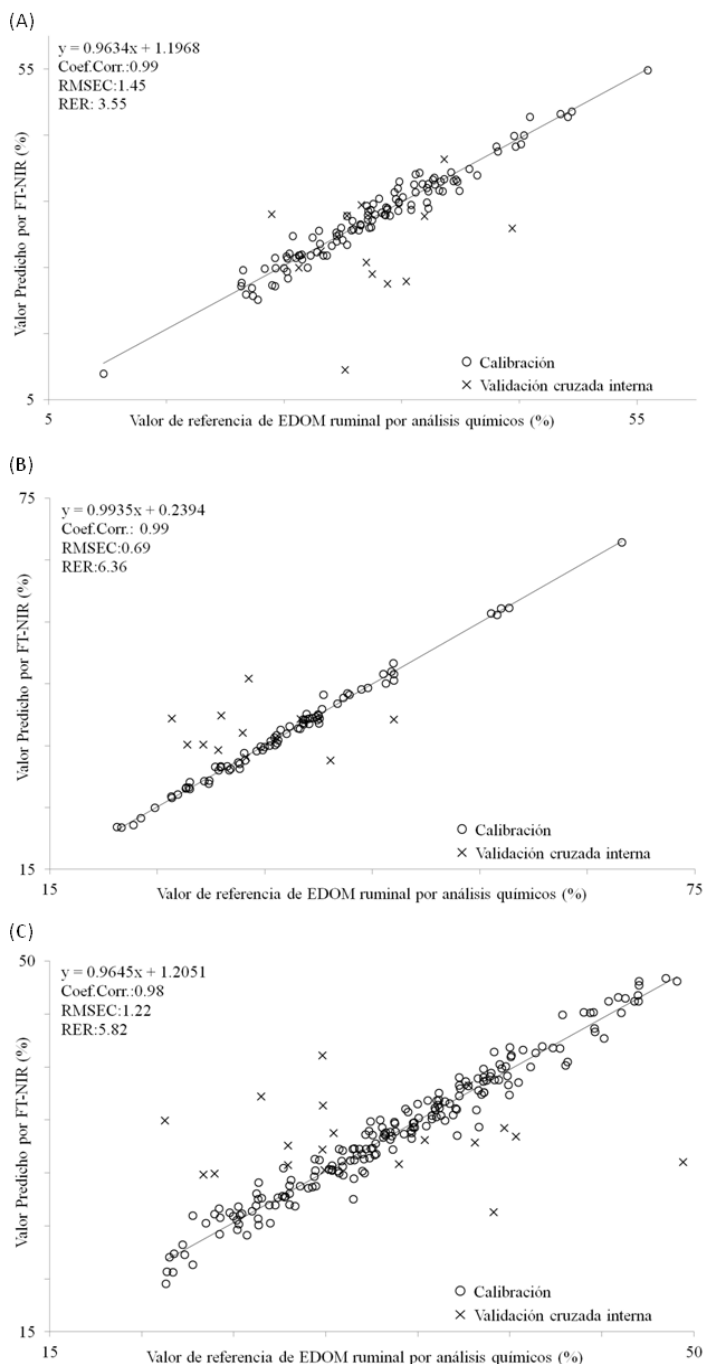 (A)
y = 0.9634x + 1.1968
Coef.Corr.:0.99
RMSEC:1.45
RER: 3.55
55
Valor Predicho por FT-NIR (%)
Calibración
Validación cruzada interna
5
5
Valor de referencia de EDOM ruminal por análisis químicos (%)
55
(B)
75
y = 0.9935x + 0.2394
Coef.Corr.: 0.99
RMSEC:0.69
RER:6.36
Valor Predicho por FT-NIR (%)
Calibración
Validación cruzada interna
15
15
Valor de referencia de EDOM ruminal por análisis químicos (%)
75
(C)
50
y = 0.9645x + 1.2051
Coef.Corr.:0.98
RMSEC:1.22
RER:5.82
Valor Predicho por FT-NIR (%)
Calibración
Validación cruzada interna
15
15
Valor de referencia de EDOM ruminal por análisis químicos (%)
50